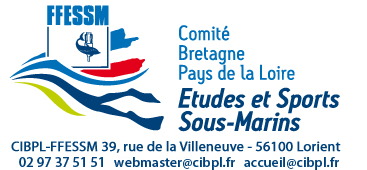 FFESSM
Comité
Bretagne
Pays de la Loire
Etudes et Sports
Sous-Marins
CIBPL-FFESSM 39, rue de la Villeneuve - 56100 Lorient
02 97 37 51 51 webmaster@cibpl.fr accueil@cibpl.fr